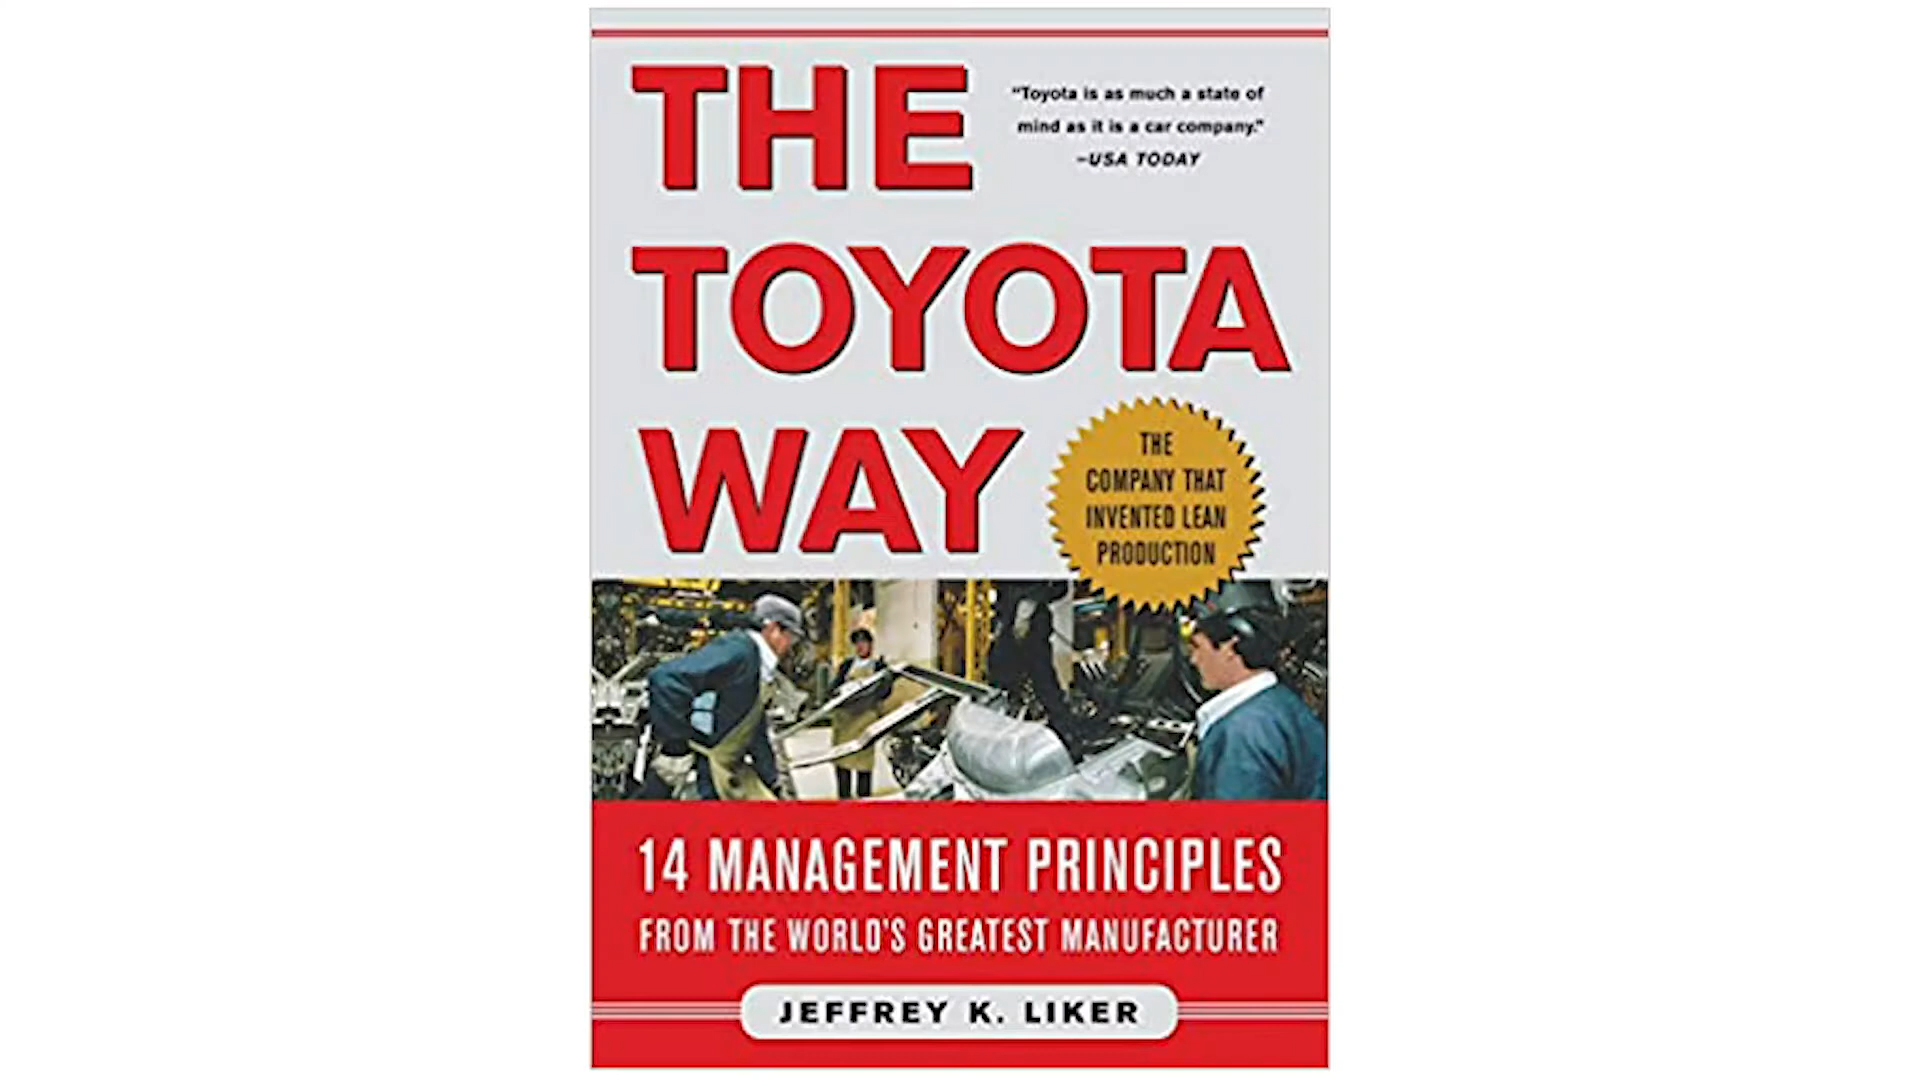 THE
TOYOTA
WAY
"Toyota is as much a state of
mind as it is a car company."
–USA TODAY
THE
COMPANY THAT
INVENTED LEAN
PRODUCTION
14 MANAGEMENT PRINCIPLES
FROM THE WORLD'S GREATEST MANUFACTURER
JEFFREY K. LIKER